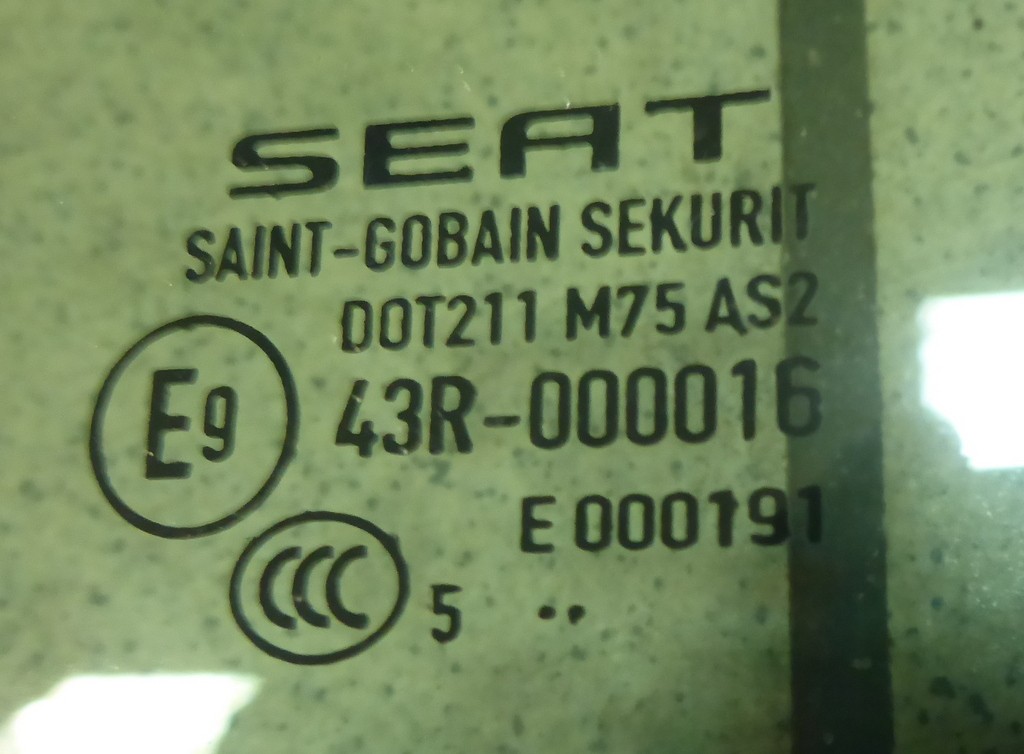 SEAT
SAINT-GOBAIN SEKURIT
DOT211 M75 AS2
E9 43R-000016
E 000191
CCC 5 ..